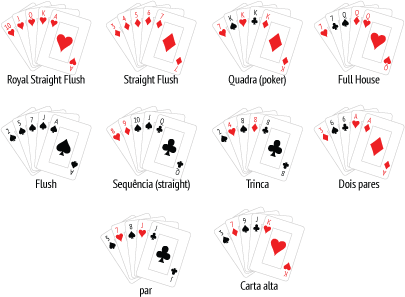 Royal Straight Flush
Straight Flush
Quadra (poker)
Full House
Flush
Sequência (straight)
Trinca
Dois pares
par
Carta alta